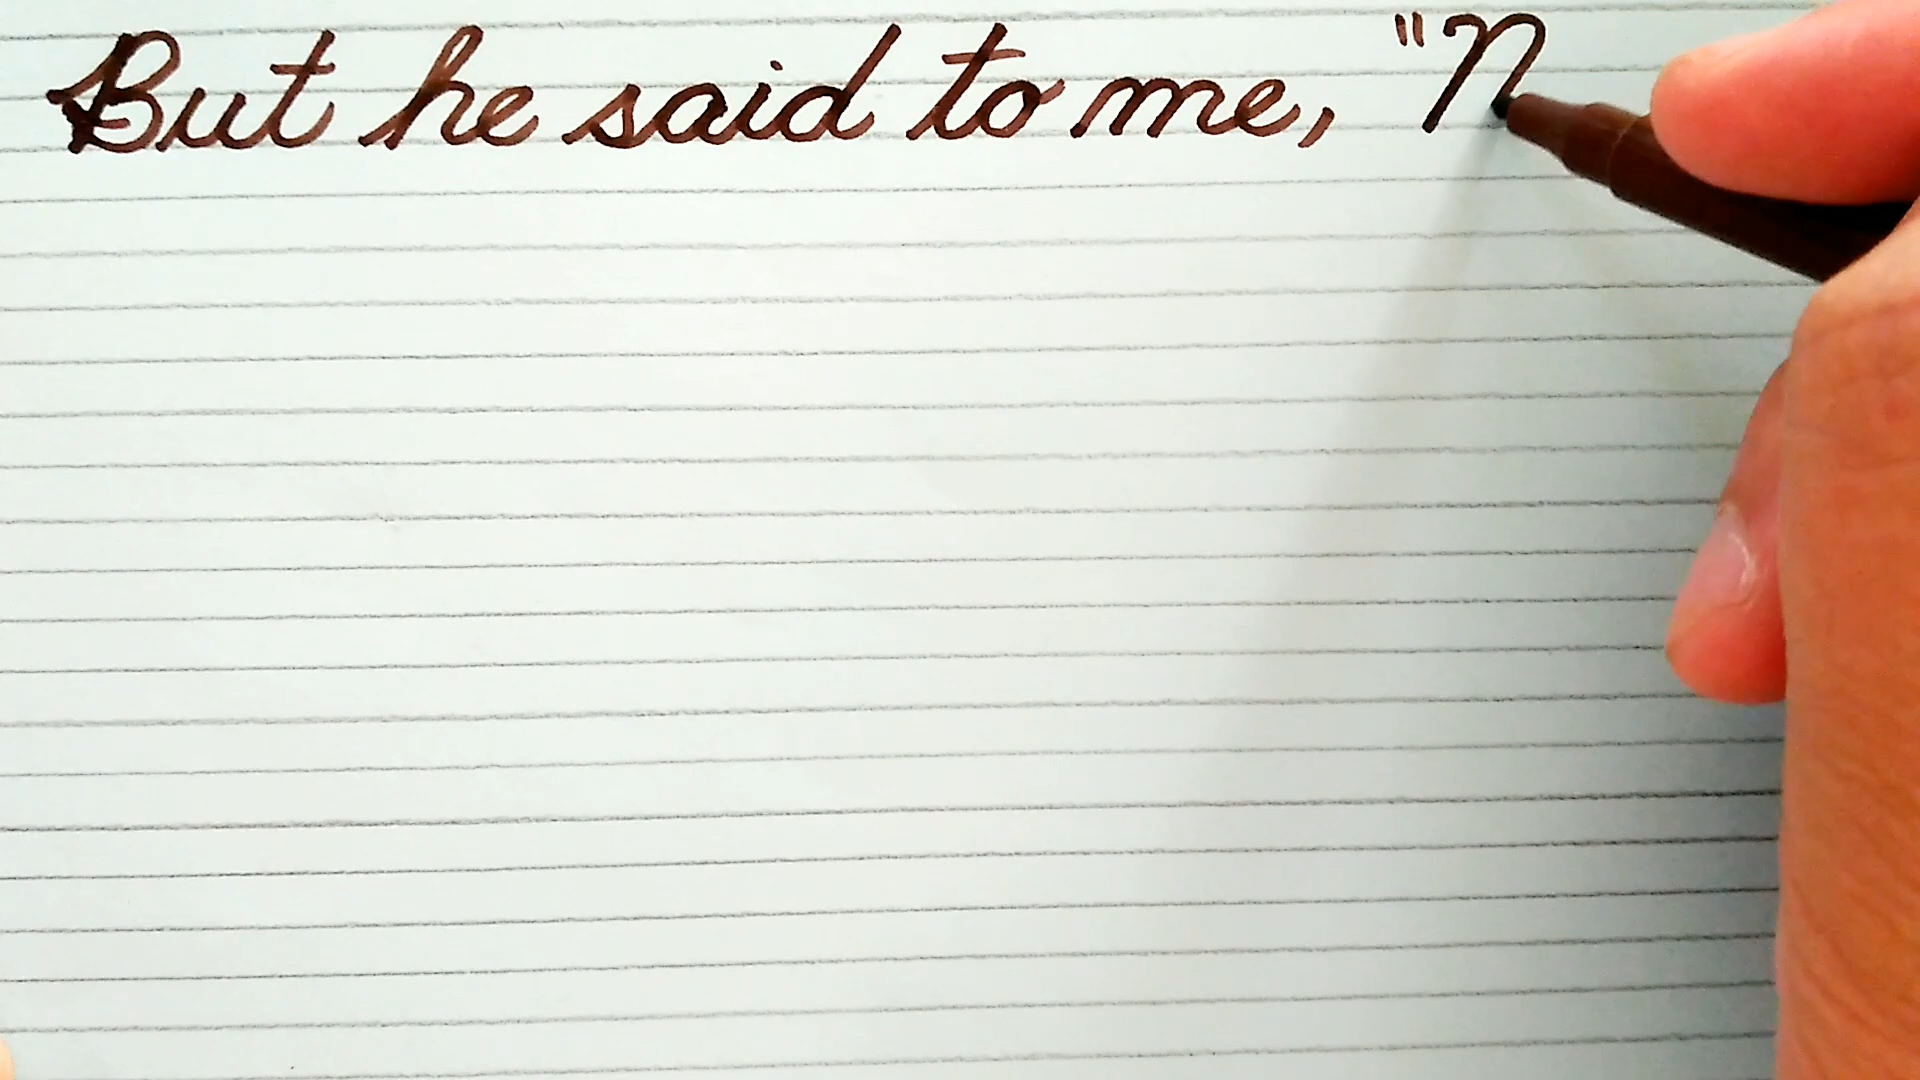 But he said to me, "